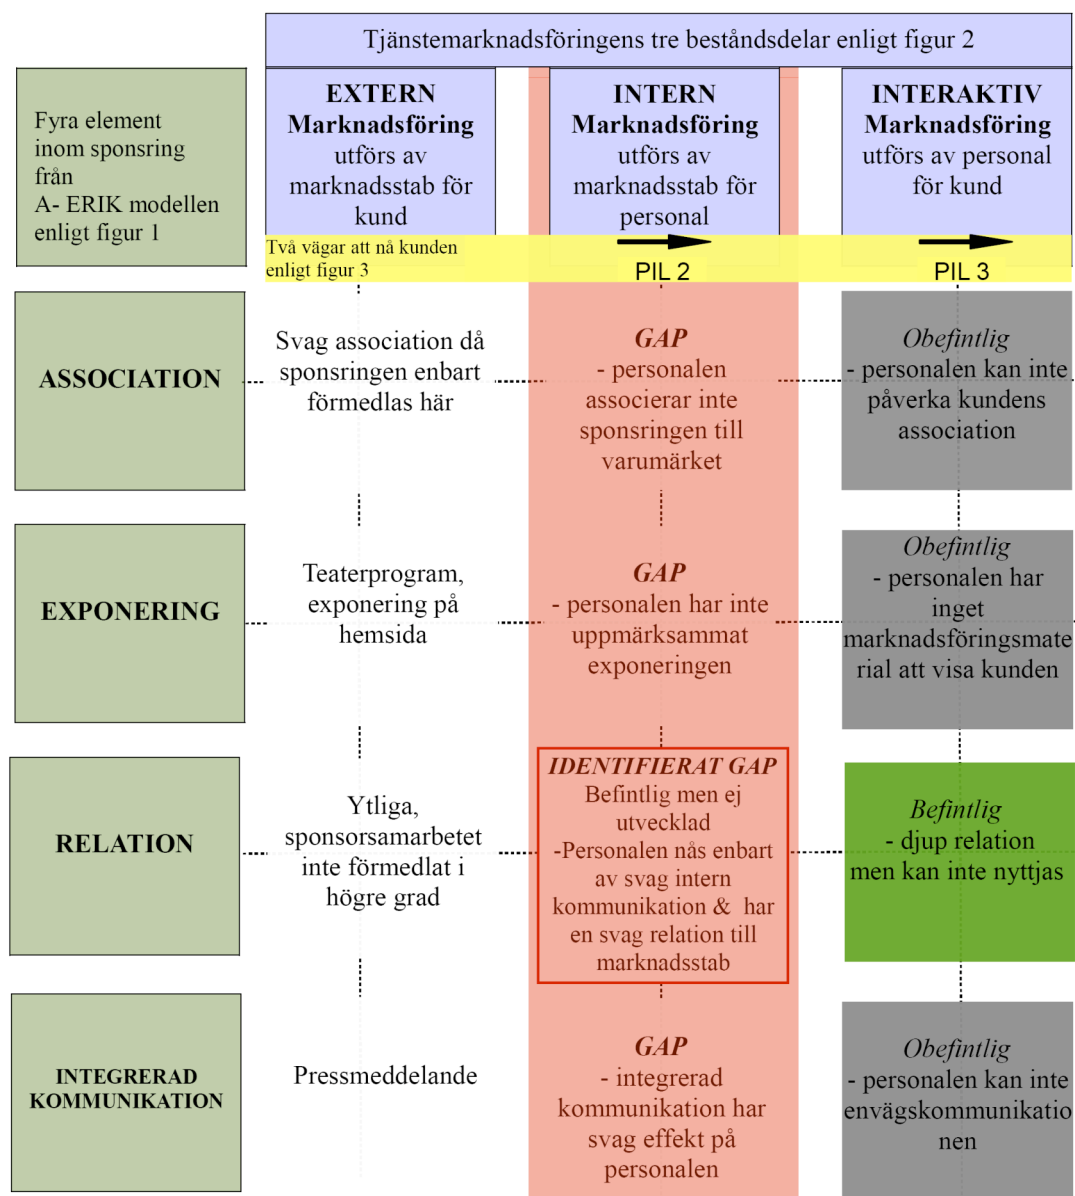 Tjänstemarknadsföringens tre beståndsdelar enligt figur 2
Fyra element
inom sponsring
från
A- ERIK modellen
enligt figur 1
EXTERN
Marknadsföring
utförs av
marknadsstab för
kund
INTERN
Marknadsföring
utförs av
marknadsstab för
personal
INTERAKTIV
Marknadsföring
utförs av personal
för kund
Två vägar att nå kunden
enligt figur 3
PIL 2
PIL 3
ASSOCIATION
Svag association då
sponsringen enbart
förmedlas här
GAP
- personalen
associerar inte
sponsringen till
varumärket
Obefintlig
- personalen kan inte
påverka kundens
association
EXPONERING
Teaterprogram,
exponering på
hemsida
GAP
- personalen har inte
uppmärksammat
exponeringen
Obefintlig
- personalen har
inget
marknadsföringsmate
rial att visa kunden
RELATION
Ytliga,
sponsorsamarbetet
inte förmedlat i
högre grad
IDENTIFIERAT GAP
Befintlig men ej
utvecklad
-Personalen nås enbart
av svag intern
kommunikation & har
en svag relation till
marknadsstab
Befintlig
- djup relation
men kan inte nyttjas
INTEGRERAD
KOMMUNIKATION
Pressmeddelande
GAP
- integrerad
kommunikation har
svag effekt på
personalen
Obefintlig
- personalen kan inte
envägskommunikatio
nen